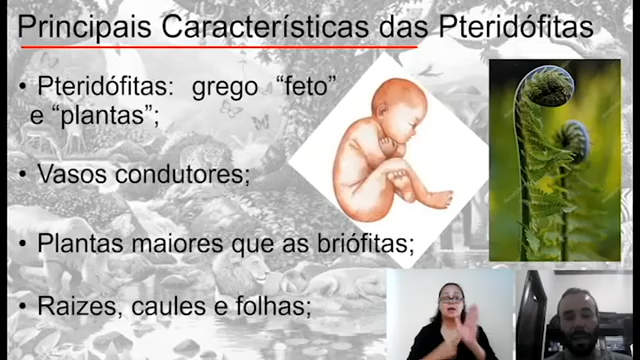 Principais Características das Pteridófitas
• Pteridófitas: grego “feto”
e “plantas”;
• Vasos condutores;
• Plantas maiores que as briófitas;
• Raizes, caules e folhas;